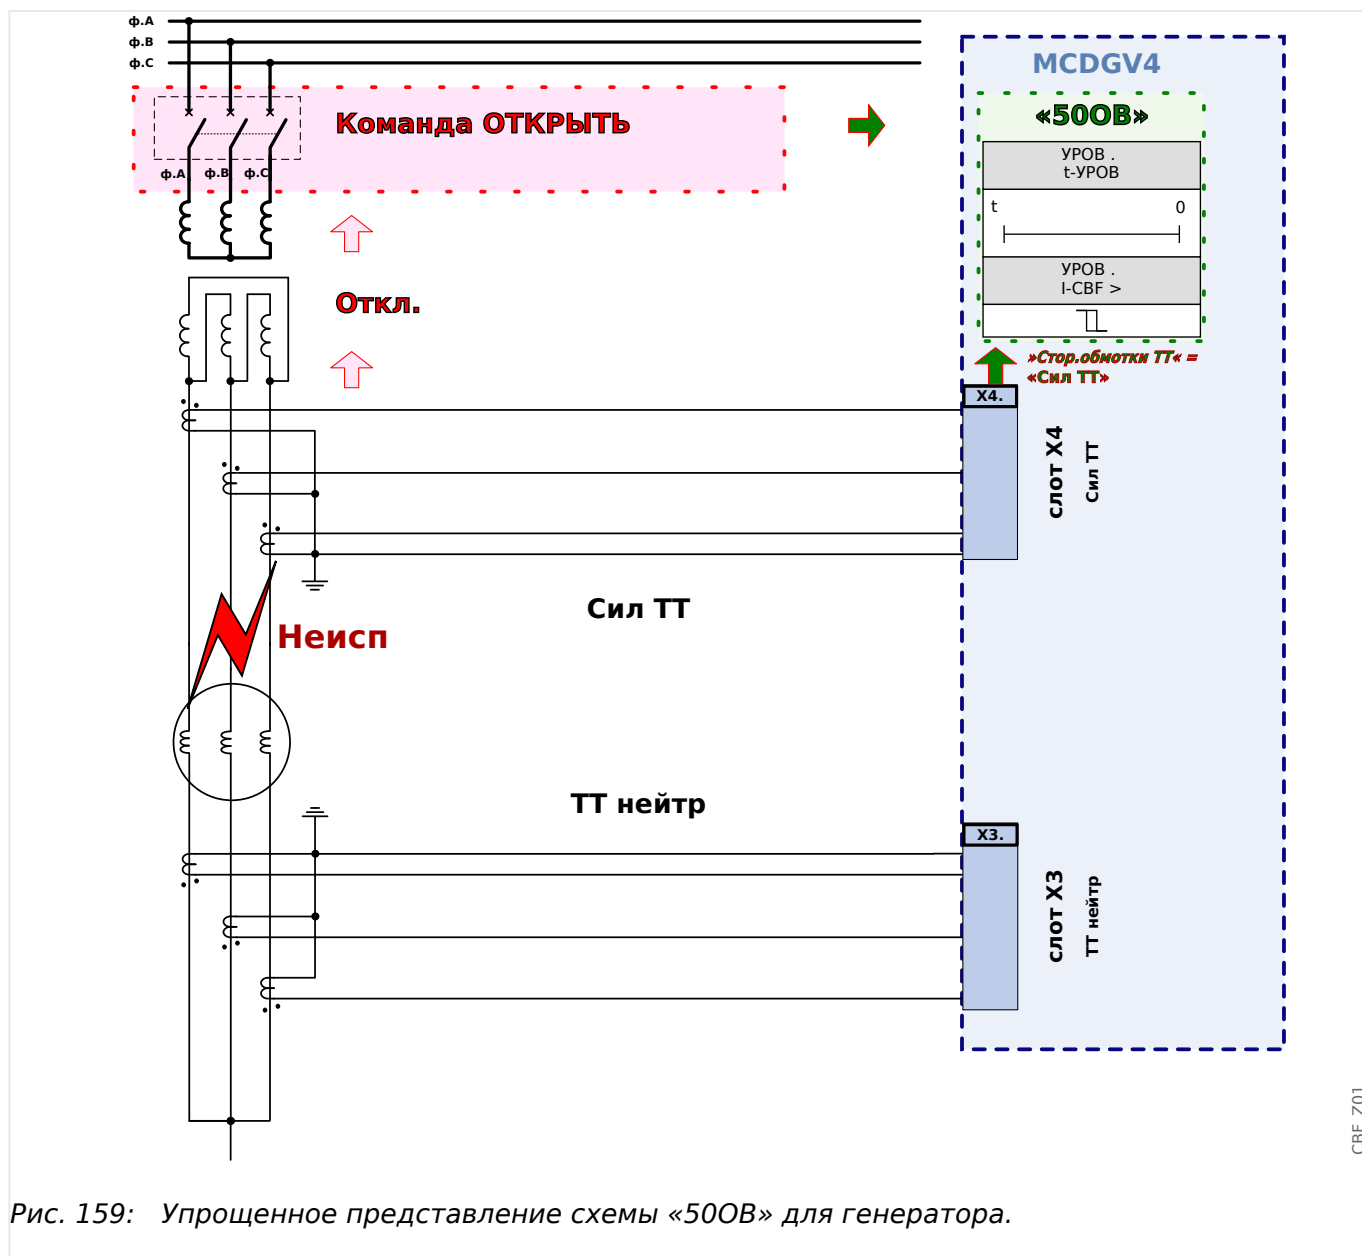 ф.A
ф.B
ф.C
MCDGV4
«50ОВ»
Команда ОТКРЫТЬ
УРОВ .
t-УРОВ
ф.A
ф.B
ф.C
t
0
УРОВ .
I-CBF >
Откл.
»Стор.обмотки ТТ« =
«Сил ТТ»
X4.
слот X4
Сил ТТ
Сил ТТ
Неисп
ТТ нейтр
X3.
слот X3
ТТ нейтр
CBF_Z01
Рис. 159: Упрощенное представление схемы «50ОВ» для генератора.